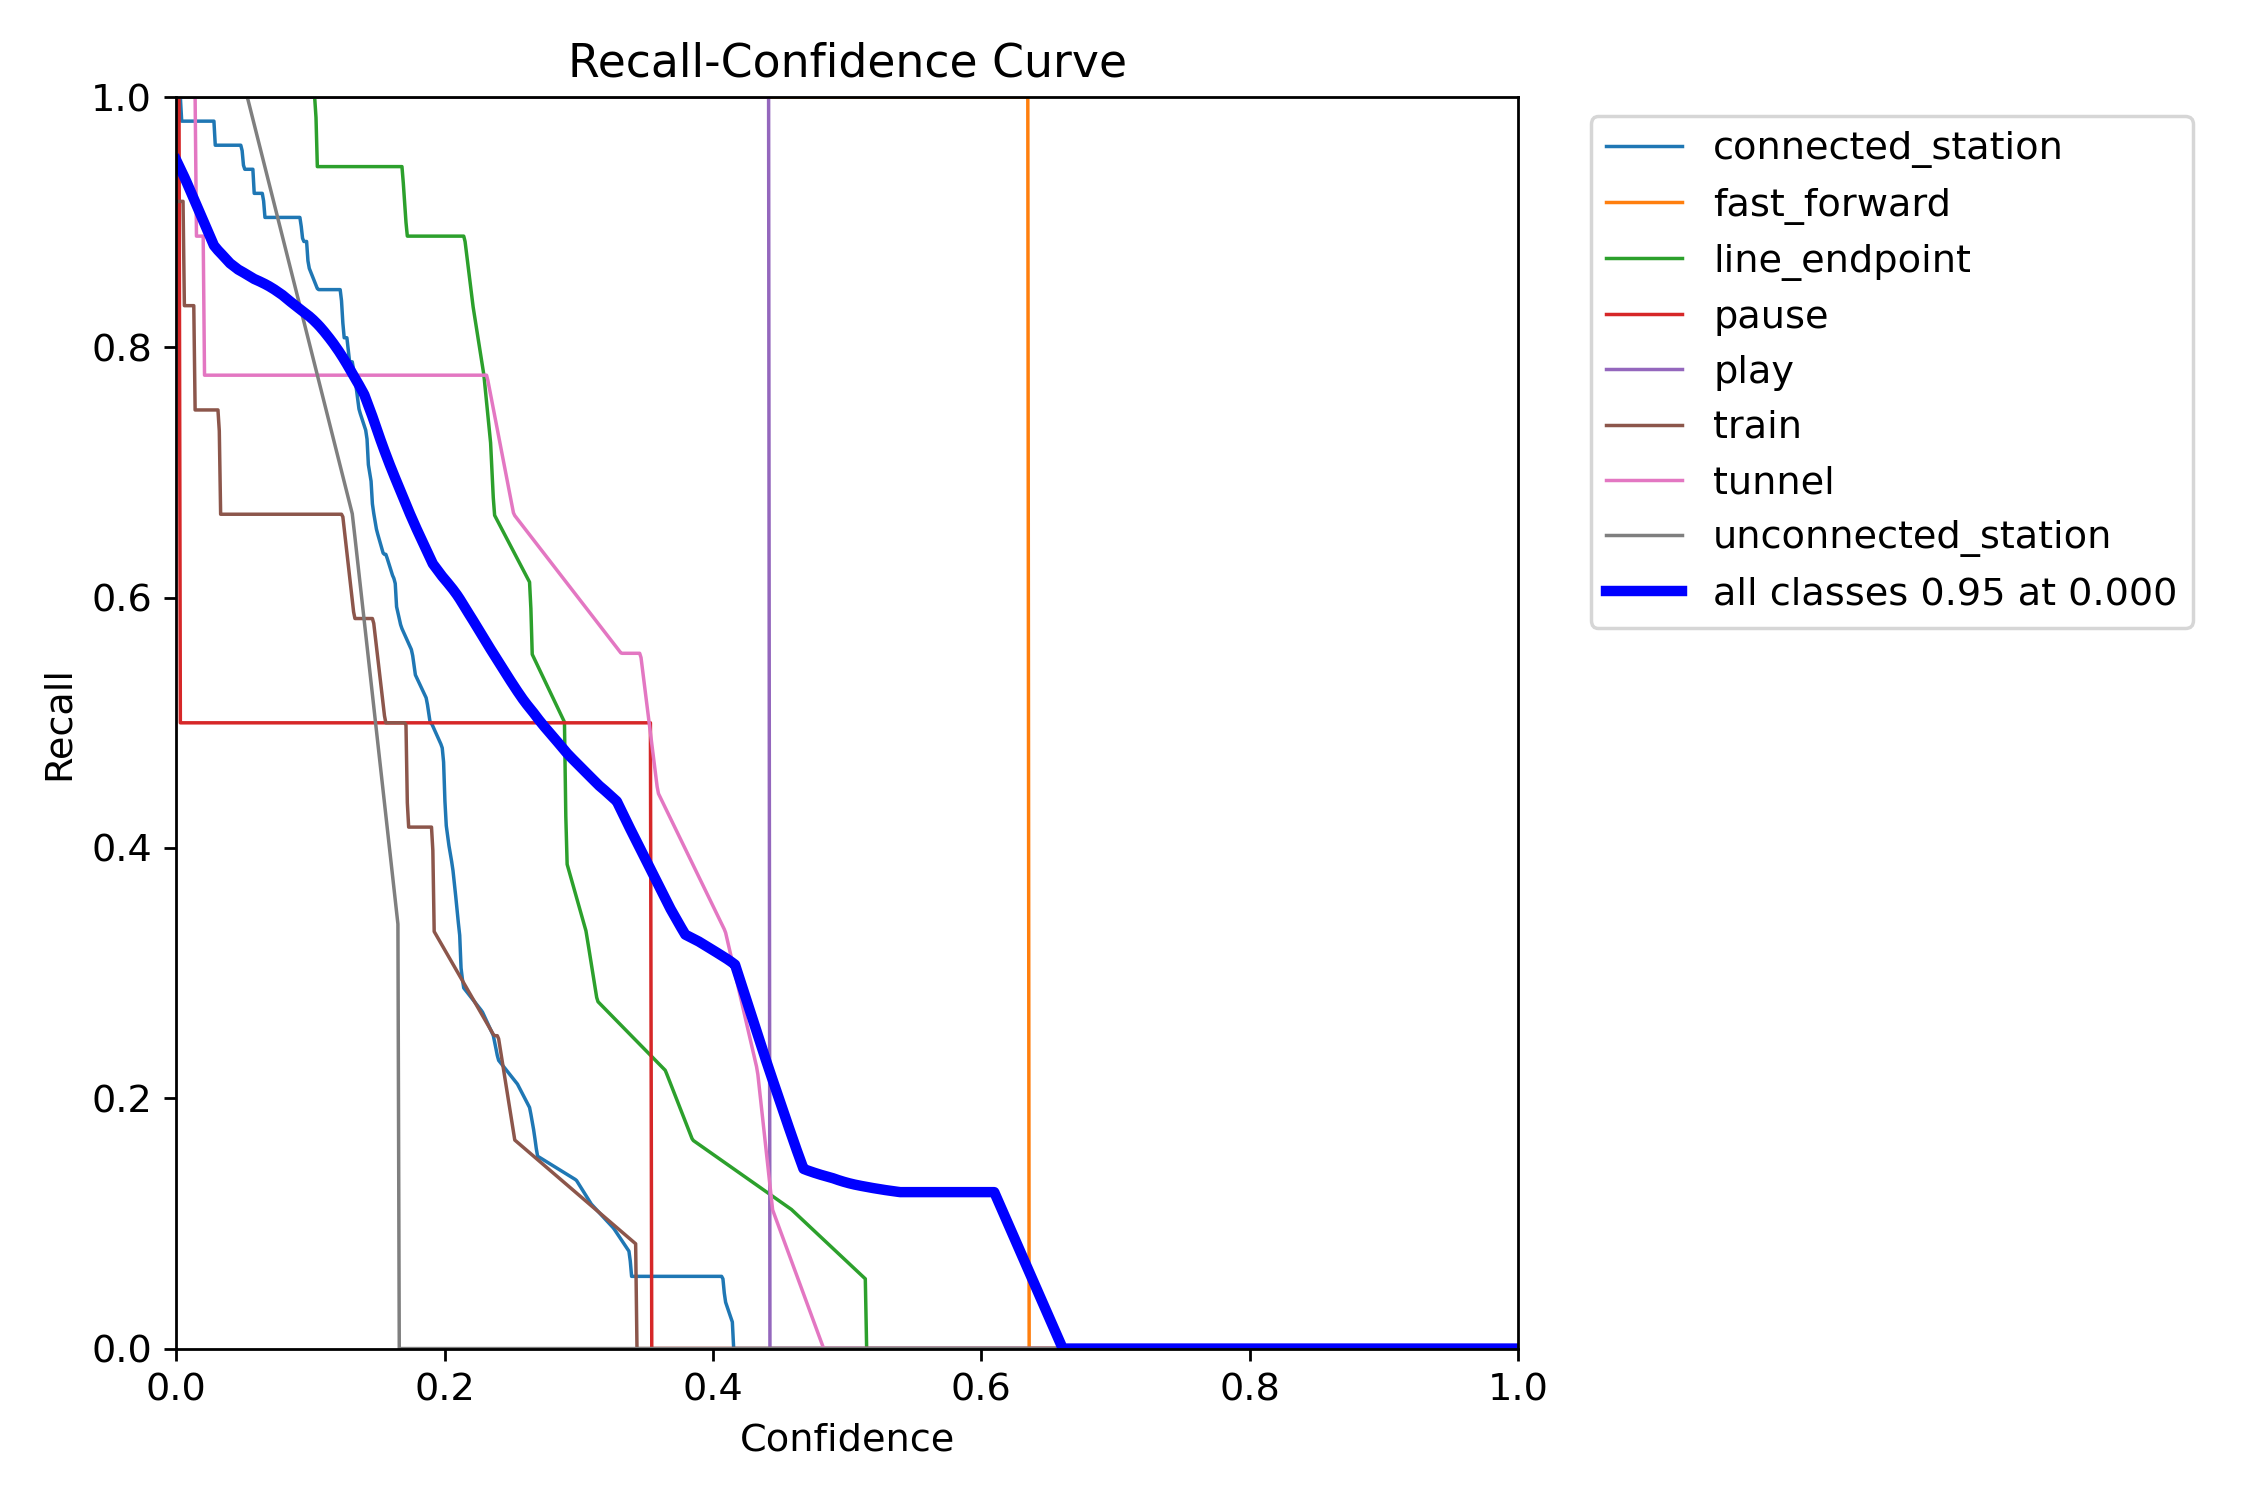 Recall-Confidence Curve
1.0
0.8
0.6
0.4
0.2
0.0
Recall
0.0 0.2 0.4 0.6 0.8 1.0
Confidence
connected_station
fast_forward
line_endpoint
pause
play
train
tunnel
unconnected_station
all classes 0.95 at 0.000